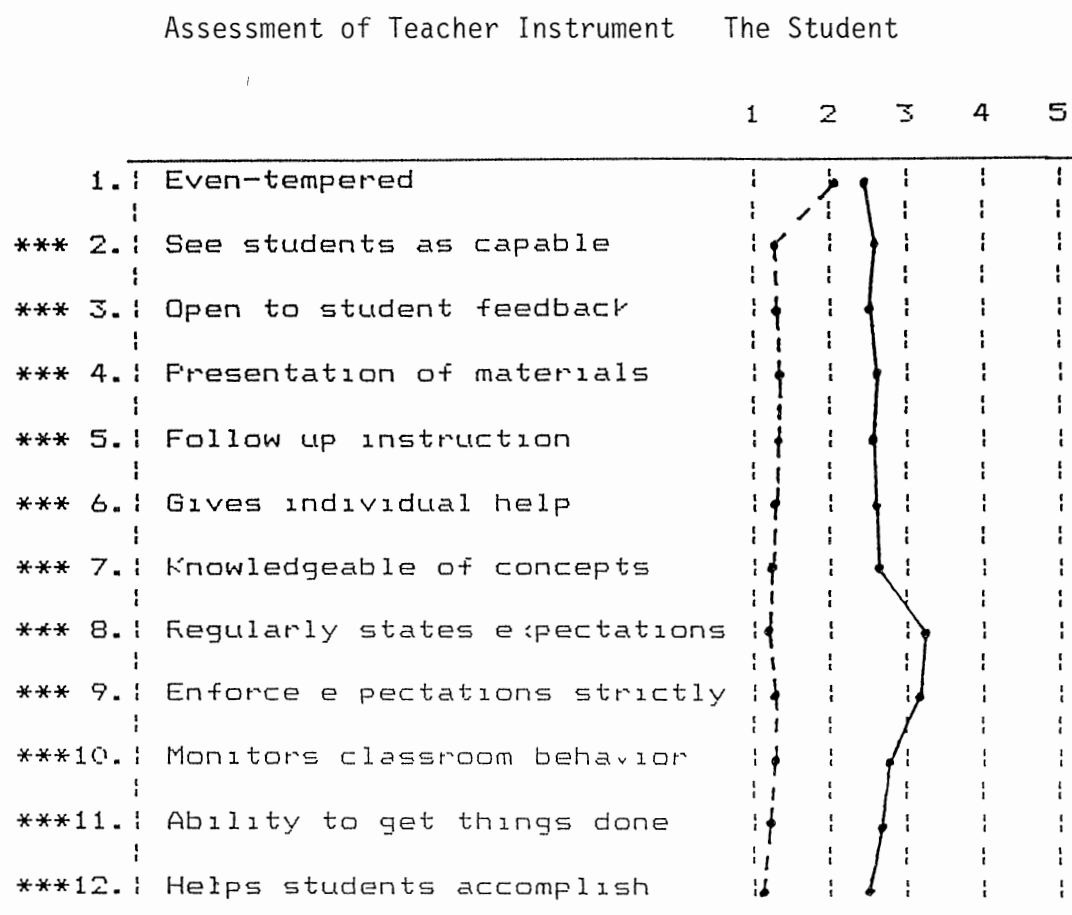 Assessment of Teacher Instrument The Student
1 2 3 4 5
1. Even-tempered
*** 2. See students as capable
*** 3. Open to student feedback
*** 4. Presentation of materials
*** 5. Follow up instruction
*** 6. Gives individual help
*** 7. Knowledgeable of concepts
*** 8. Regularly states expectations
*** 9. Enforce e pectations strictly
***10. Monitors classroom behavior
***11. Ability to get things done
***12. Helps students accomplish